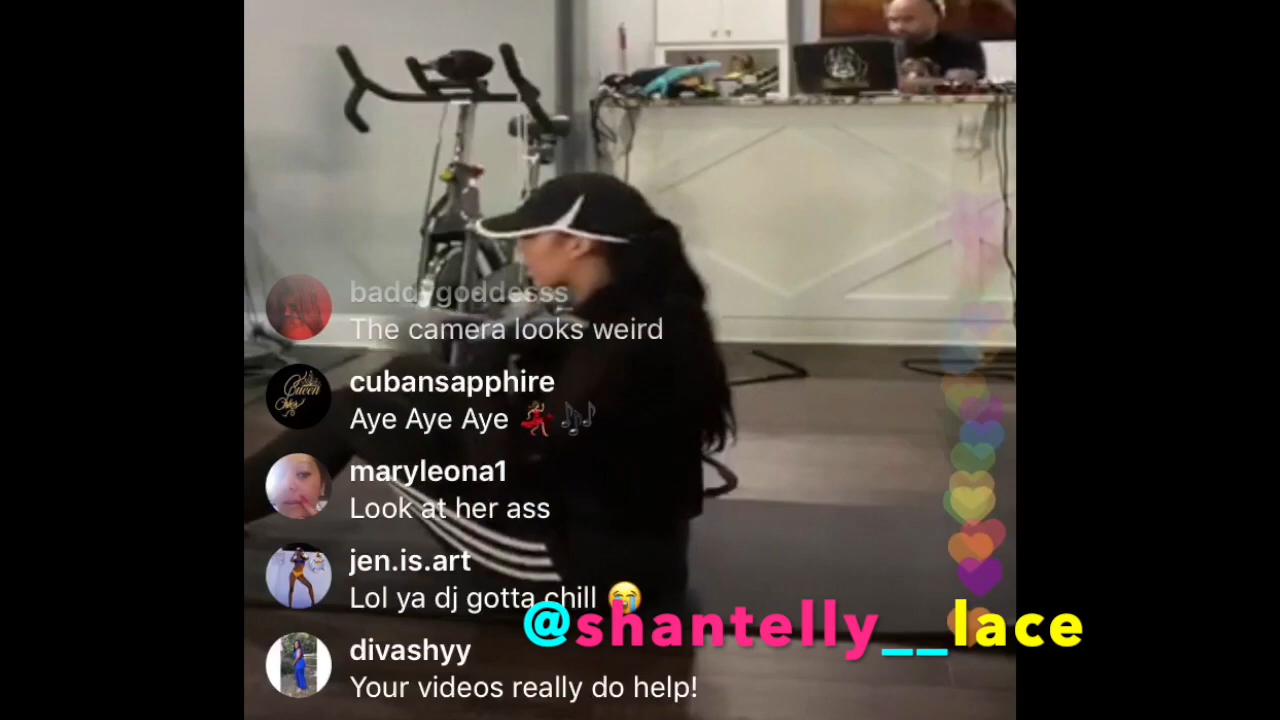 baddygoddesss
The camera looks weird
cubansapphire
Aye Aye Aye 💃🎶
maryleona1
Look at her ass
jen.is.art
Lol ya dj gotta chill 😭
@shantelly__lace
divashyy
Your videos really do help!